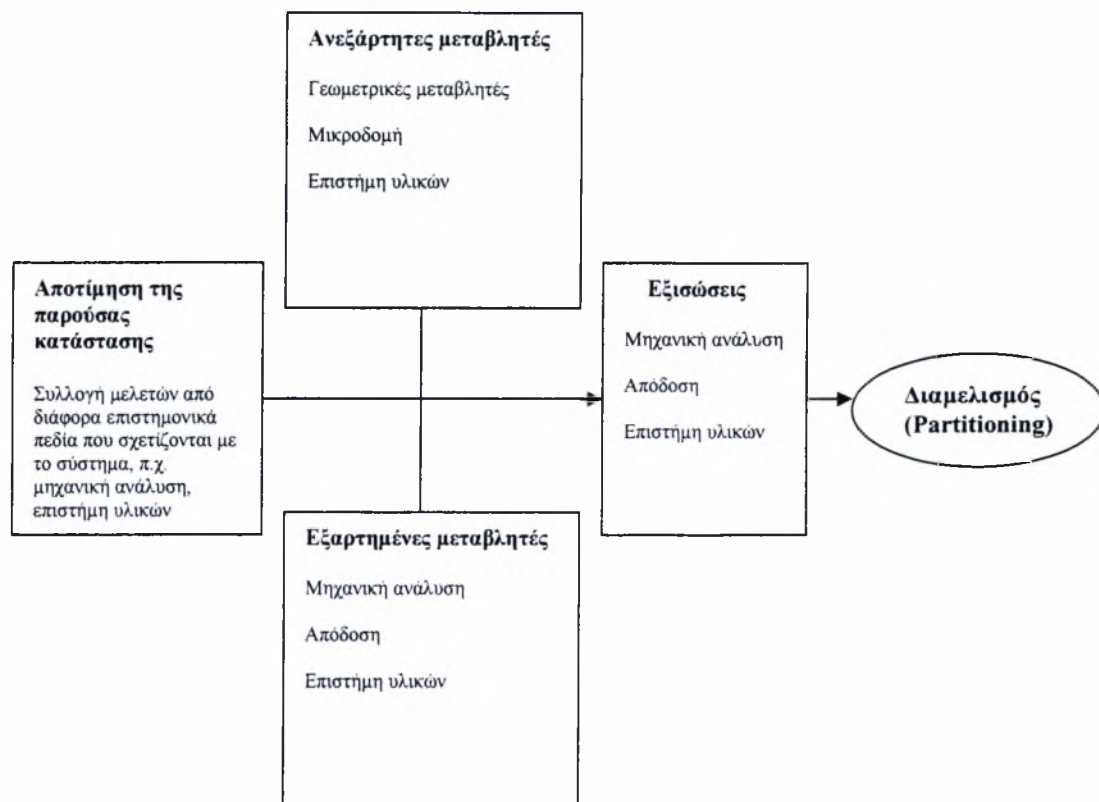 Ανεξάρτητες μεταβλητές
Γεωμετρικές μεταβλητές
Μικροδομή
Επιστήμη υλικών
Αποτίμηση της
παρούσας
κατάστασης
Συλλογή μελετών από
διάφορα επιστημονικά
πεδία που σχετίζονται με
το σύστημα, π.χ.
μηχανική ανάλυση,
επιστήμη υλικών
Εξισώσεις
Μηχανική ανάλυση
Απόδοση
Επιστήμη υλικών
Διαμελισμός
(Partitioning)
Εξαρτημένες μεταβλητές
Μηχανική ανάλυση
Απόδοση
Επιστήμη υλικών